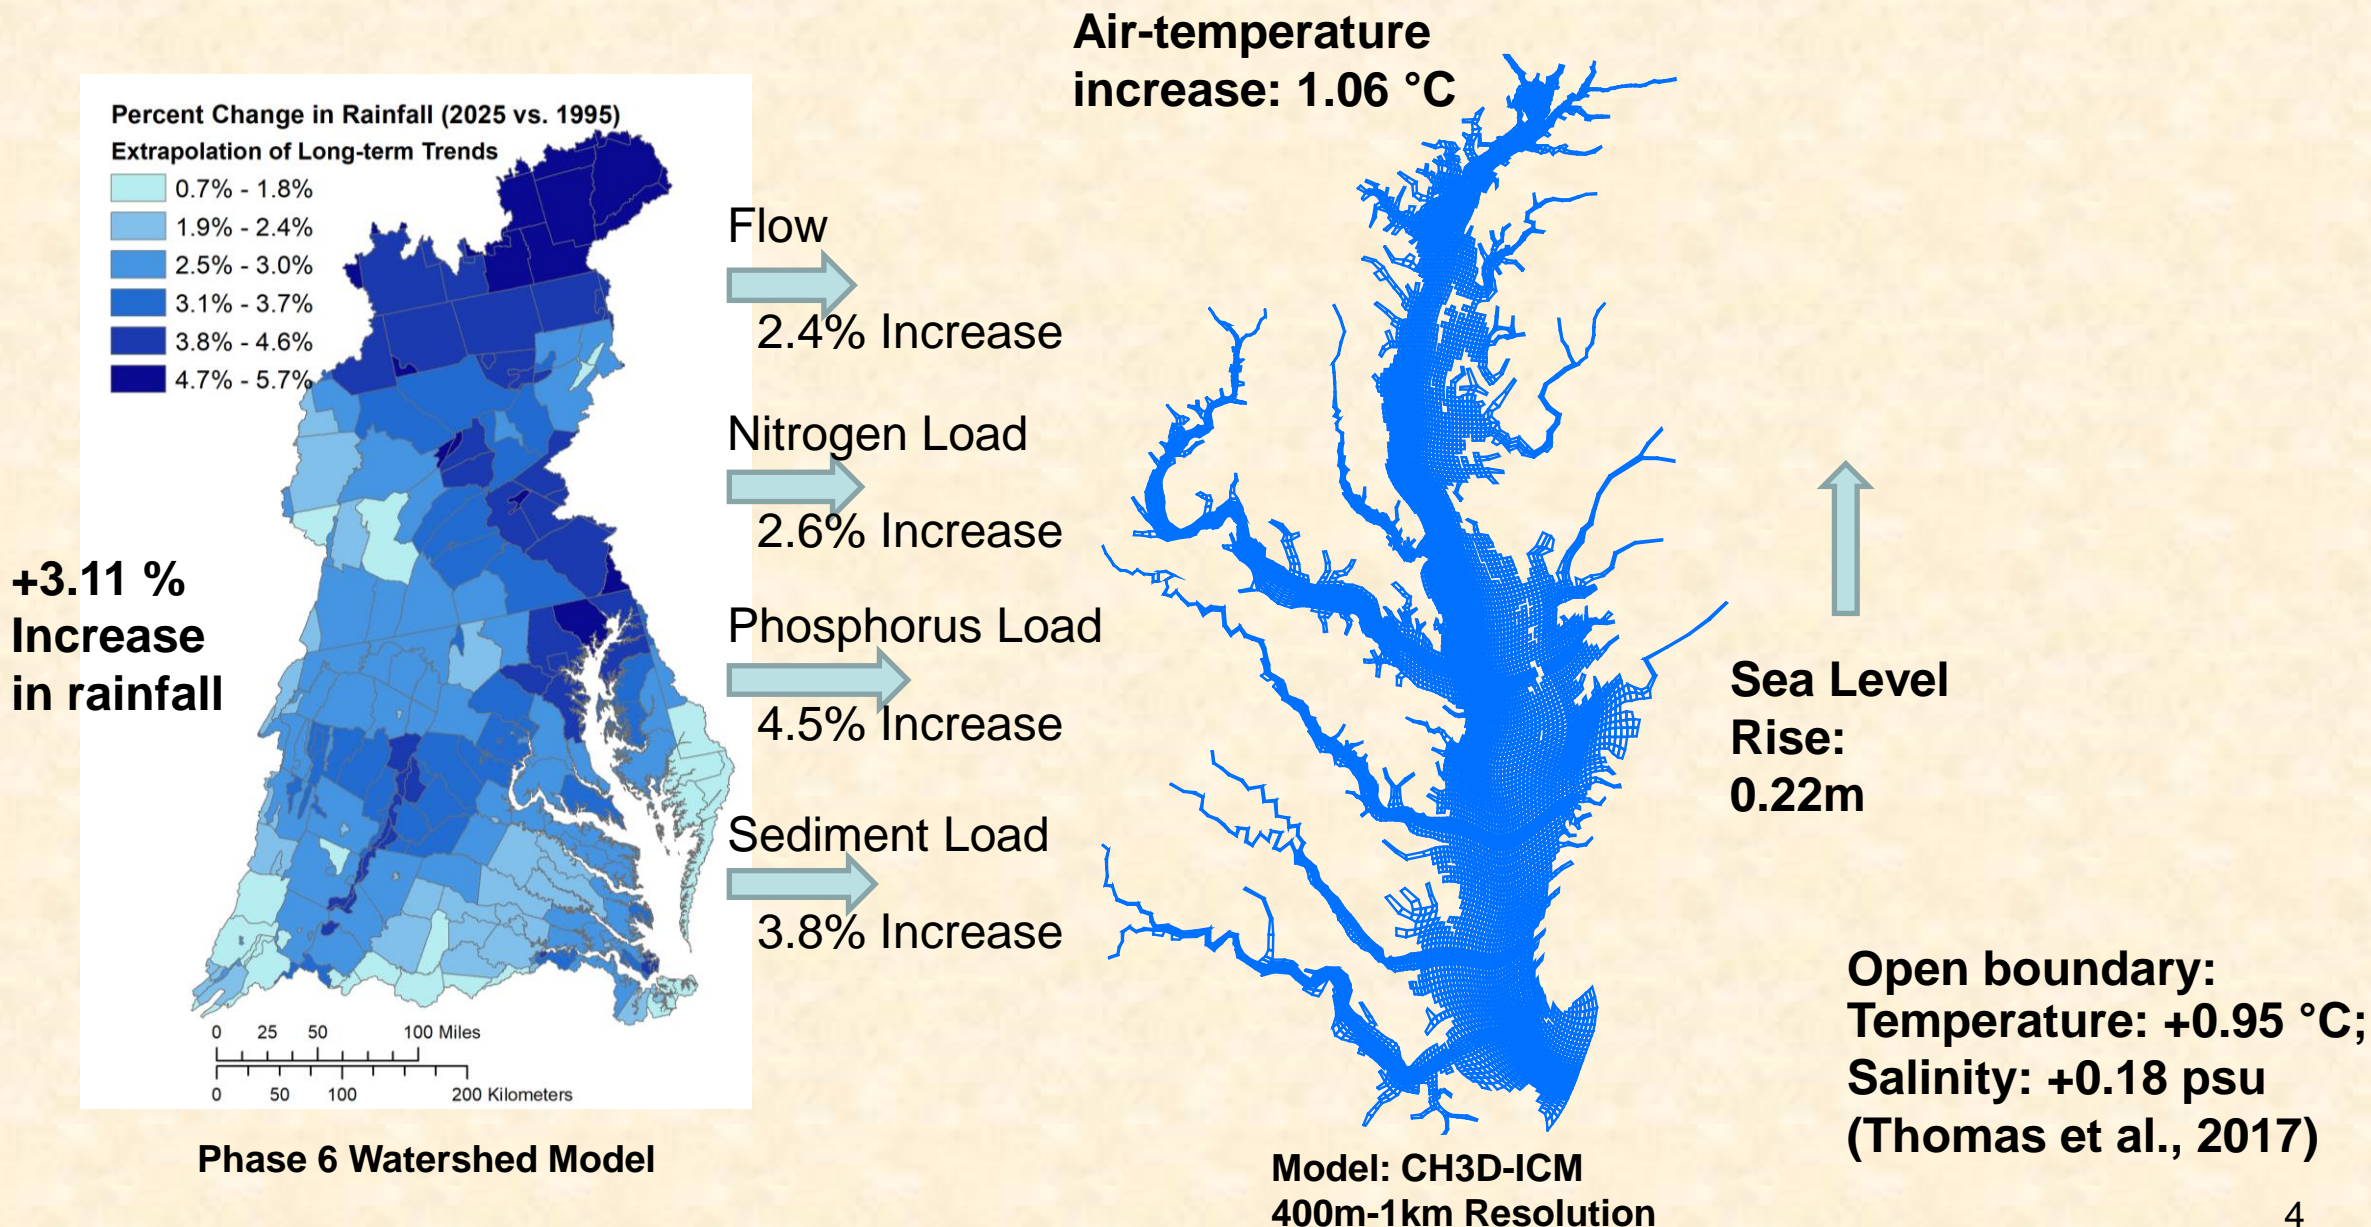 Air-temperature
increase: 1.06 °C
Percent Change in Rainfall (2025 vs. 1995)
Extrapolation of Long-term Trends
0.7% - 1.8%
1.9% - 2.4%
2.5% - 3.0%
3.1% - 3.7%
3.8% - 4.6%
4.7% - 5.7%
+3.11 %
Increase
in rainfall
0 25 50 100 Miles
0 50 100 200 Kilometers
Phase 6 Watershed Model
Flow
2.4% Increase
Nitrogen Load
2.6% Increase
Phosphorus Load
4.5% Increase
Sediment Load
3.8% Increase
Model: CH3D-ICM
400m-1km Resolution
Sea Level
Rise:
0.22m
Open boundary:
Temperature: +0.95 °C;
Salinity: +0.18 psu
(Thomas et al., 2017)
4